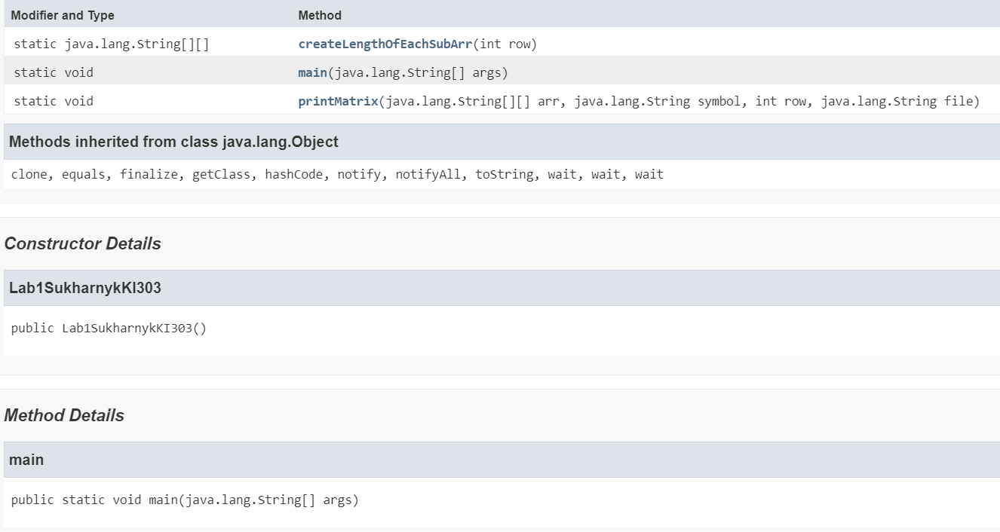 Modifier and Type Method
static java.lang.String[][] createLengthOfEachSubArr(int row)
static void main(java.lang.String[] args)
static void printMatrix(java.lang.String[][] arr, java.lang.String symbol, int row, java.lang.String file)
Methods inherited from class java.lang.Object
clone, equals, finalize, getClass, hashCode, notify, notifyAll, toString, wait, wait, wait
Constructor Details
Lab1SukharnykKI303
public Lab1SukharnykKI303()
Method Details
main
public static void main(java.lang.String[] args)